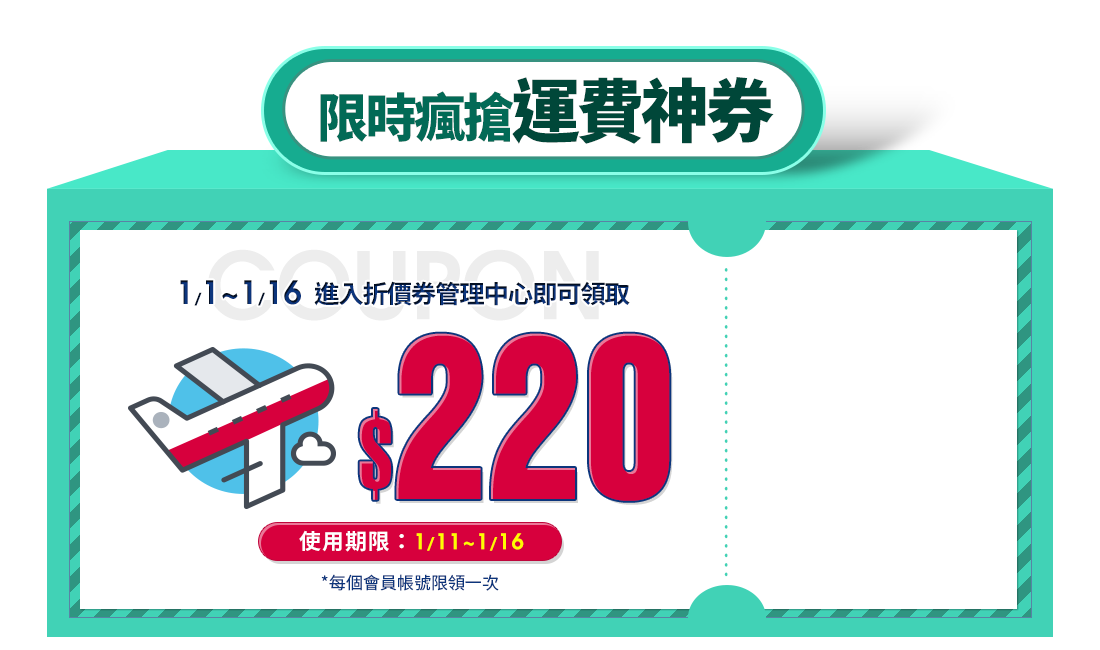 限時瘋搶運費神券
COUPON
1/1~1/16 進入折價券管理中心即可領取
$220
使用期限：1/11~1/16
*每個會員帳號限領一次